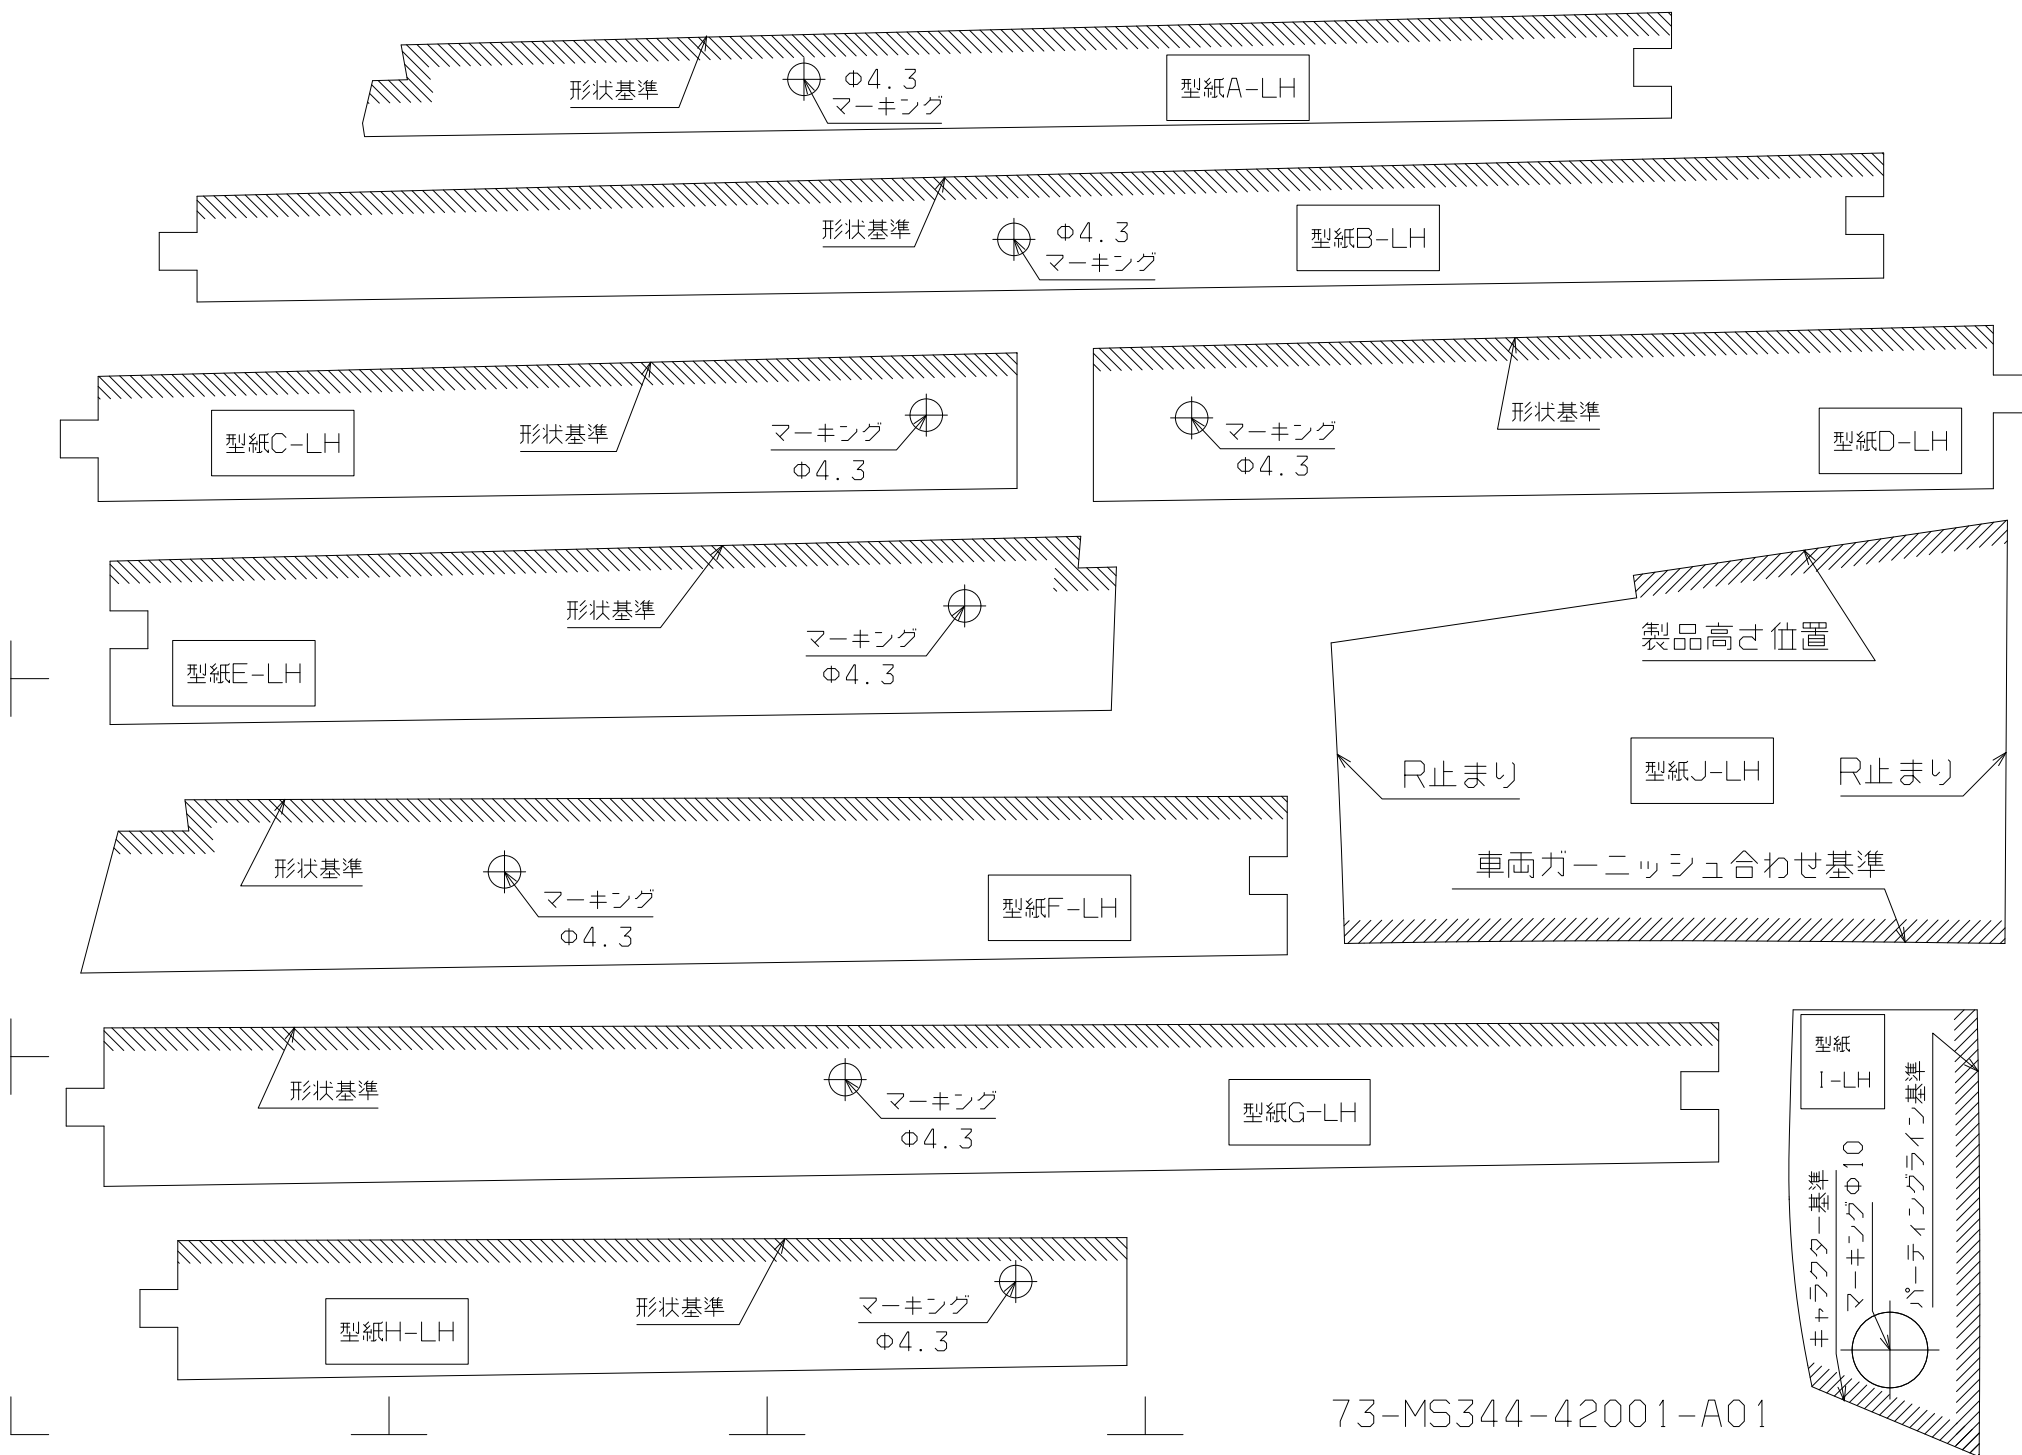 形状基準
Φ4.3
マーキング
型紙A-LH
形状基準
Φ4.3
マーキング
型紙B-LH
型紙C-LH
形状基準
マーキング
Φ4.3
マーキング
Φ4.3
形状基準
型紙D-LH
型紙E-LH
形状基準
マーキング
Φ4.3
製品高さ位置
R止まり
型紙J-LH
R止まり
車両ガーニッシュ合わせ基準
形状基準
マーキング
Φ4.3
型紙F-LH
形状基準
マーキング
Φ4.3
型紙G-LH
型紙
I-LH
キャラクター基準
マーキングΦ10
パーティングライン基準
型紙H-LH
形状基準
マーキング
Φ4.3
73-MS344-42001-A01